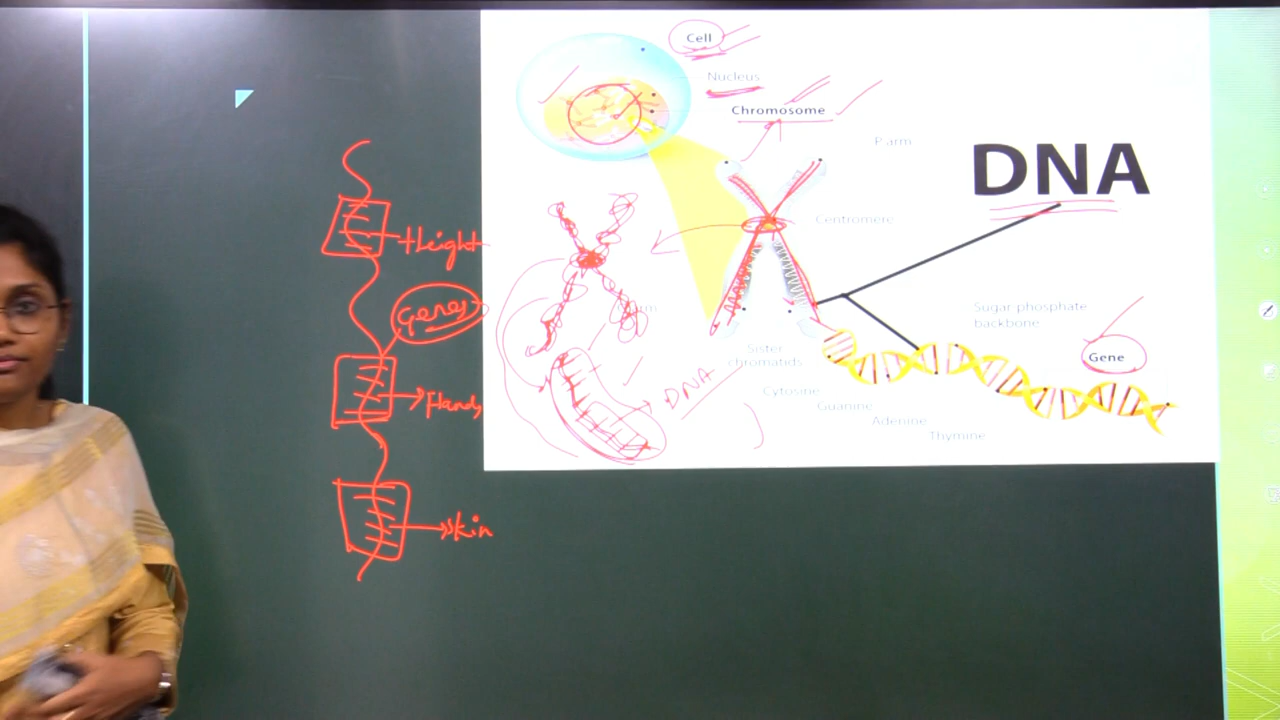 Cell
Nucleus
Chromosome
P arm
DNA
Centromere
Height
Genes
Sugar phosphate
backbone
Gene
Sister
chromatids
DNA
Cytosine
Guanine
Adenine
Thymine
skin